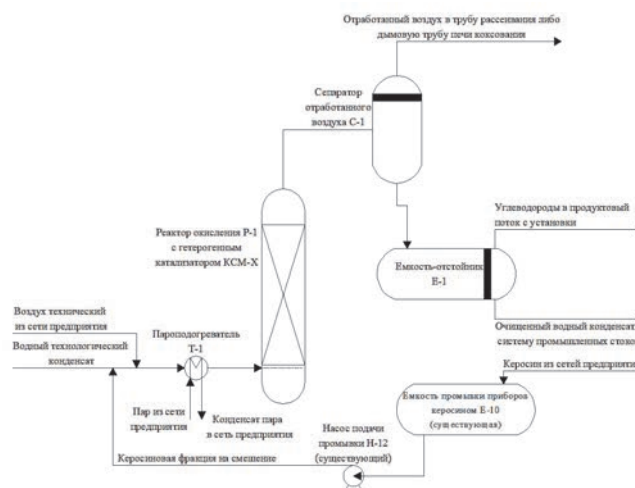 Отработанный воздух в трубу рассеивания либо
дымовую трубу печи коксования
Сепаратор
отработанного
воздуха С-1
Углеводороды в продуктовый
поток с установки
Реактор окисления Р-1
с гетерогенным
катализатором КСМ-Х
Емкость-отстойник
Е-1
Воздух технический
из сети предприятия
Водный технологический
конденсат
Пароподогреватель
Т-1
Очищенный водный конденсат
систему промышленных стоко
Керосин из сетей предприяти
Емкость промывки приборов
керосином Е-10
(существующая)
Пар из сети
предприятия
Конденсат пара
в сеть предприятия
Насос подачи
промывки Н-12
(существующий)
Керосиновая фракция на смешение